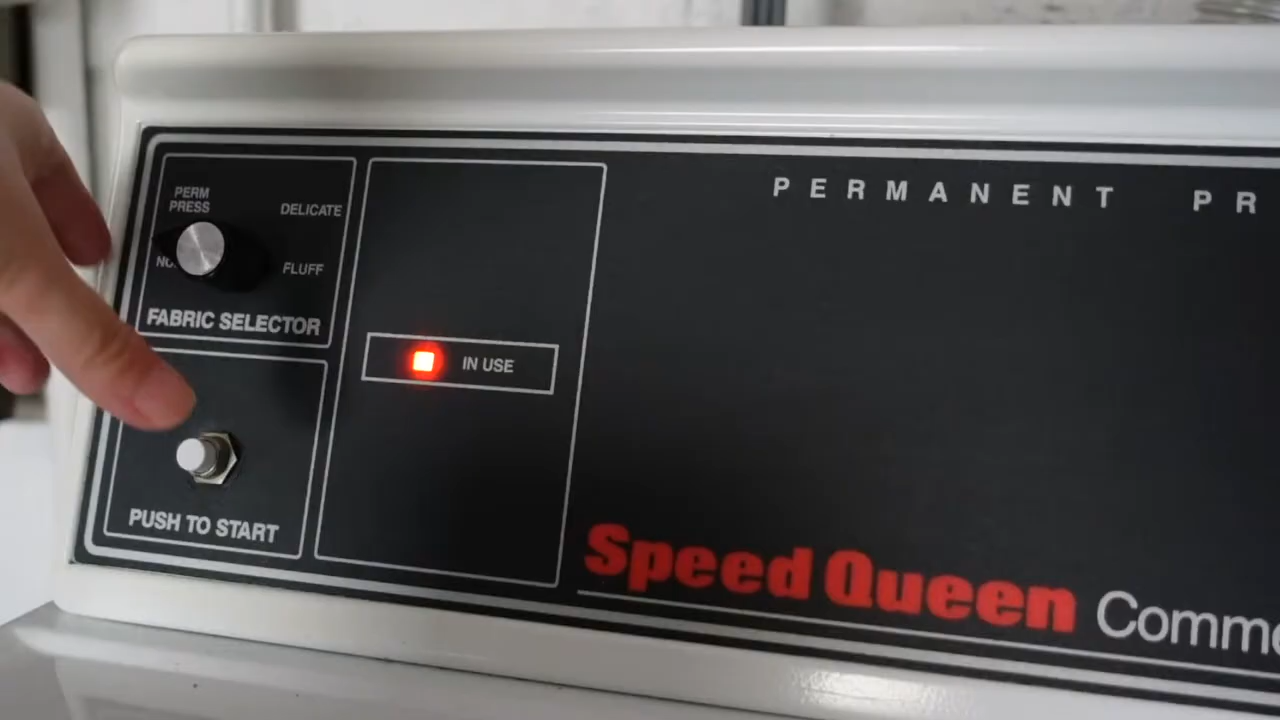 PERM
PRESS
DELICATE
FLUFF
FABRIC SELECTOR
PUSH TO START
IN USE
PERMANENT PR
Speed Queen Comme